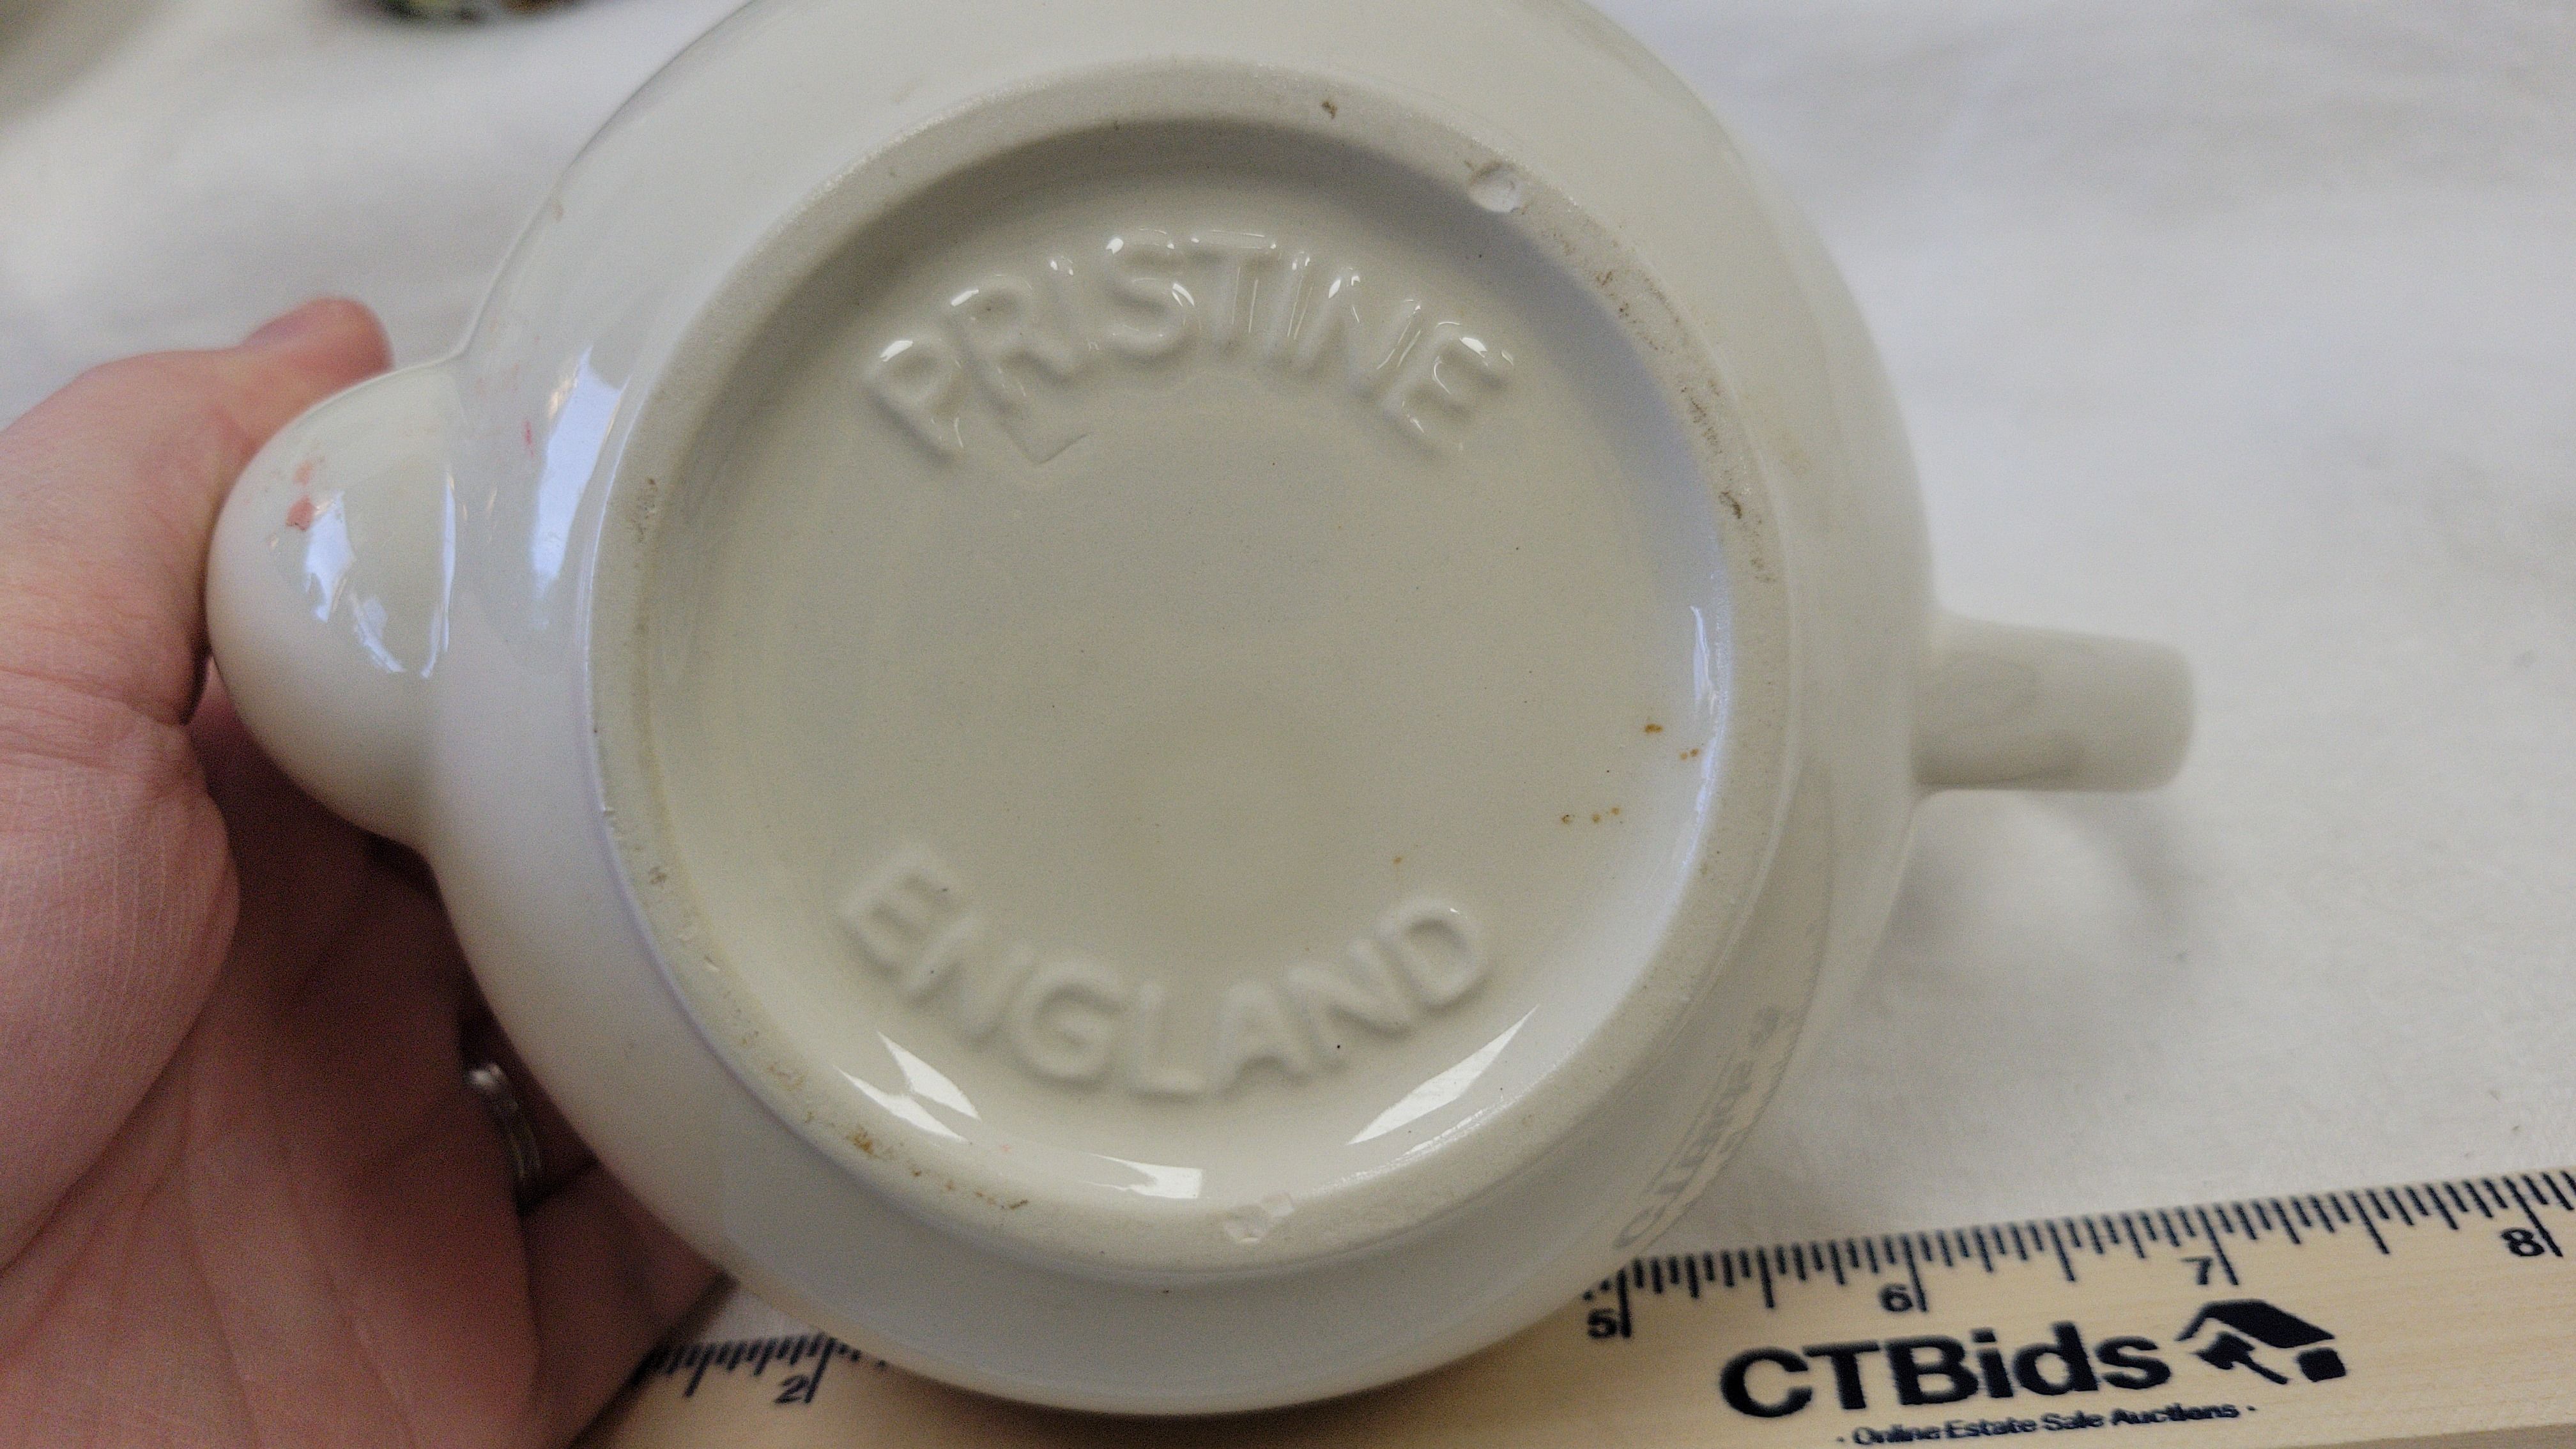 PRISTINE
ENGLAND
2
5
6
7
8
CTBids
· Online Estate Sale Auctions ·